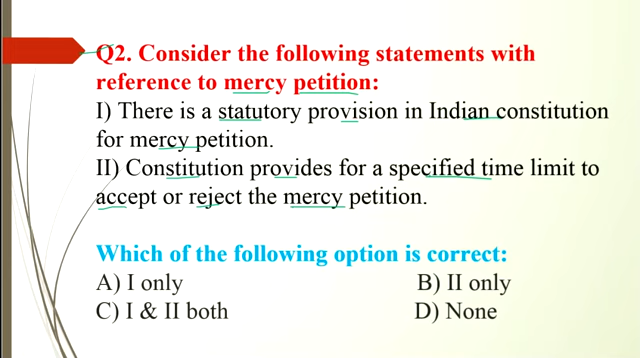 Q2. Consider the following statements with
reference to mercy petition:
I) There is a statutory provision in Indian constitution
for mercy petition.
II) Constitution provides for a specified time limit to
accept or reject the mercy petition.
Which of the following option is correct:
A) I only B) II only
C) I & II both D) None